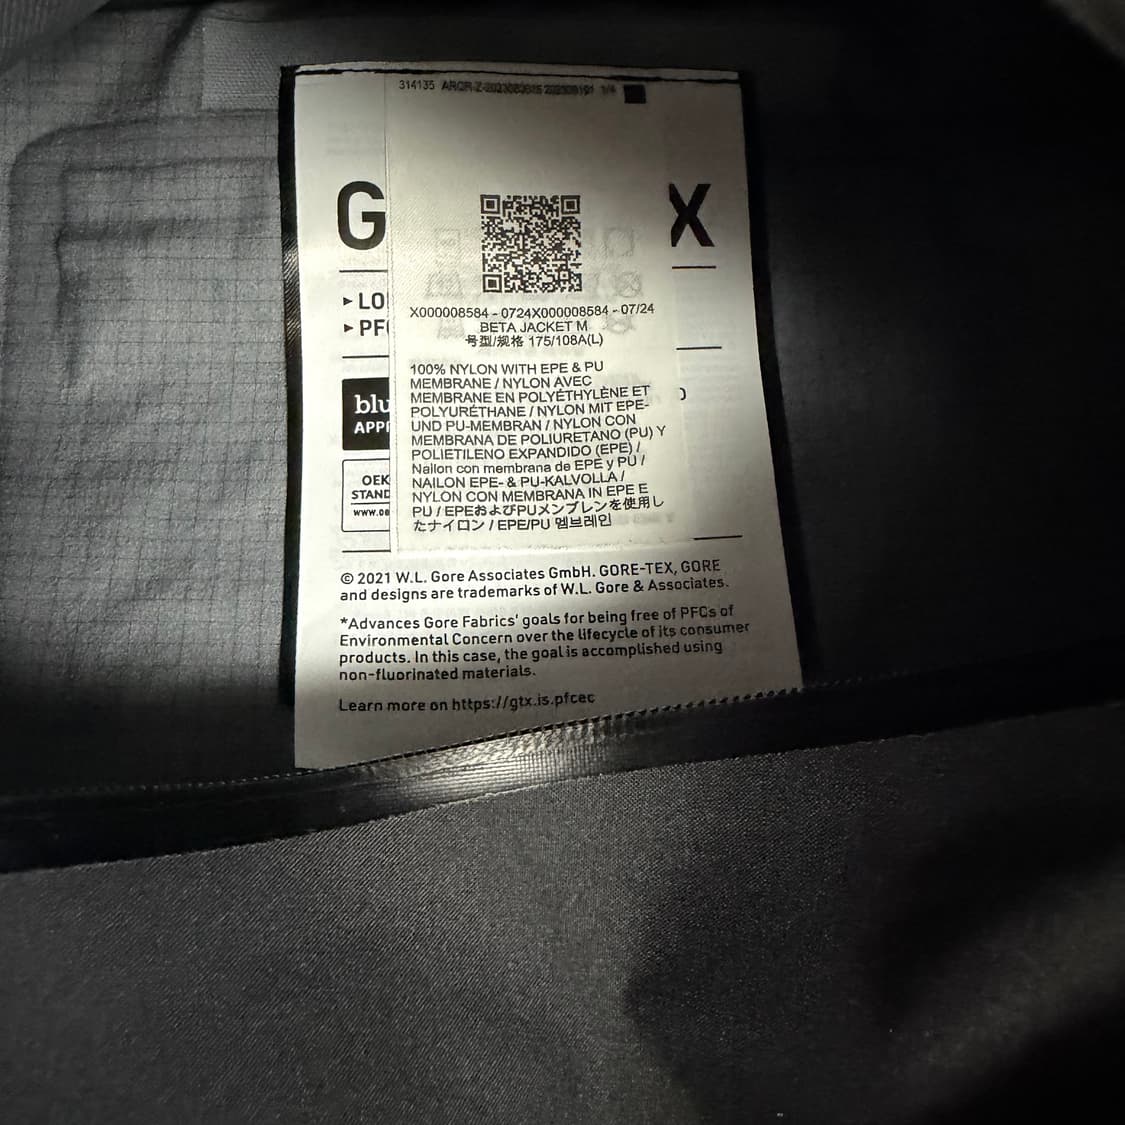 314135
G X
▸ LO
▸ PF
X000008584 - 0724X000008584 - 07/24
BETA JACKET M
号型/规格 175/108A(L)
100% NYLON WITH EPE & PU
MEMBRANE / NYLON AVEC
MEMBRANE EN POLYÉTHYLÈNE ET
POLYURÉTHANE / NYLON MIT EPE-
UND PU-MEMBRAN / NYLON CON
MEMBRANA DE POLIURETANO (PU) Y
POLIETILENO EXPANDIDO (EPE) /
Nailon con membrana de EPE y PU /
NAILON EPE- & PU-KALVOLLA /
NYLON CON MEMBRANA IN EPE E
PU / EPEおよびPUメンブレンを使用し
たナイロン / EPE/PU 멤브레인
blu
APP
OEK
STAND
© 2021 W.L. Gore Associates GmbH. GORE-TEX, GORE
and designs are trademarks of W.L. Gore & Associates.
*Advances Gore Fabrics' goals for being free of PFCs of
Environmental Concern over the lifecycle of its consumer
products. In this case, the goal is accomplished using
non-fluorinated materials.
Learn more on https://gtx.is.pfcec